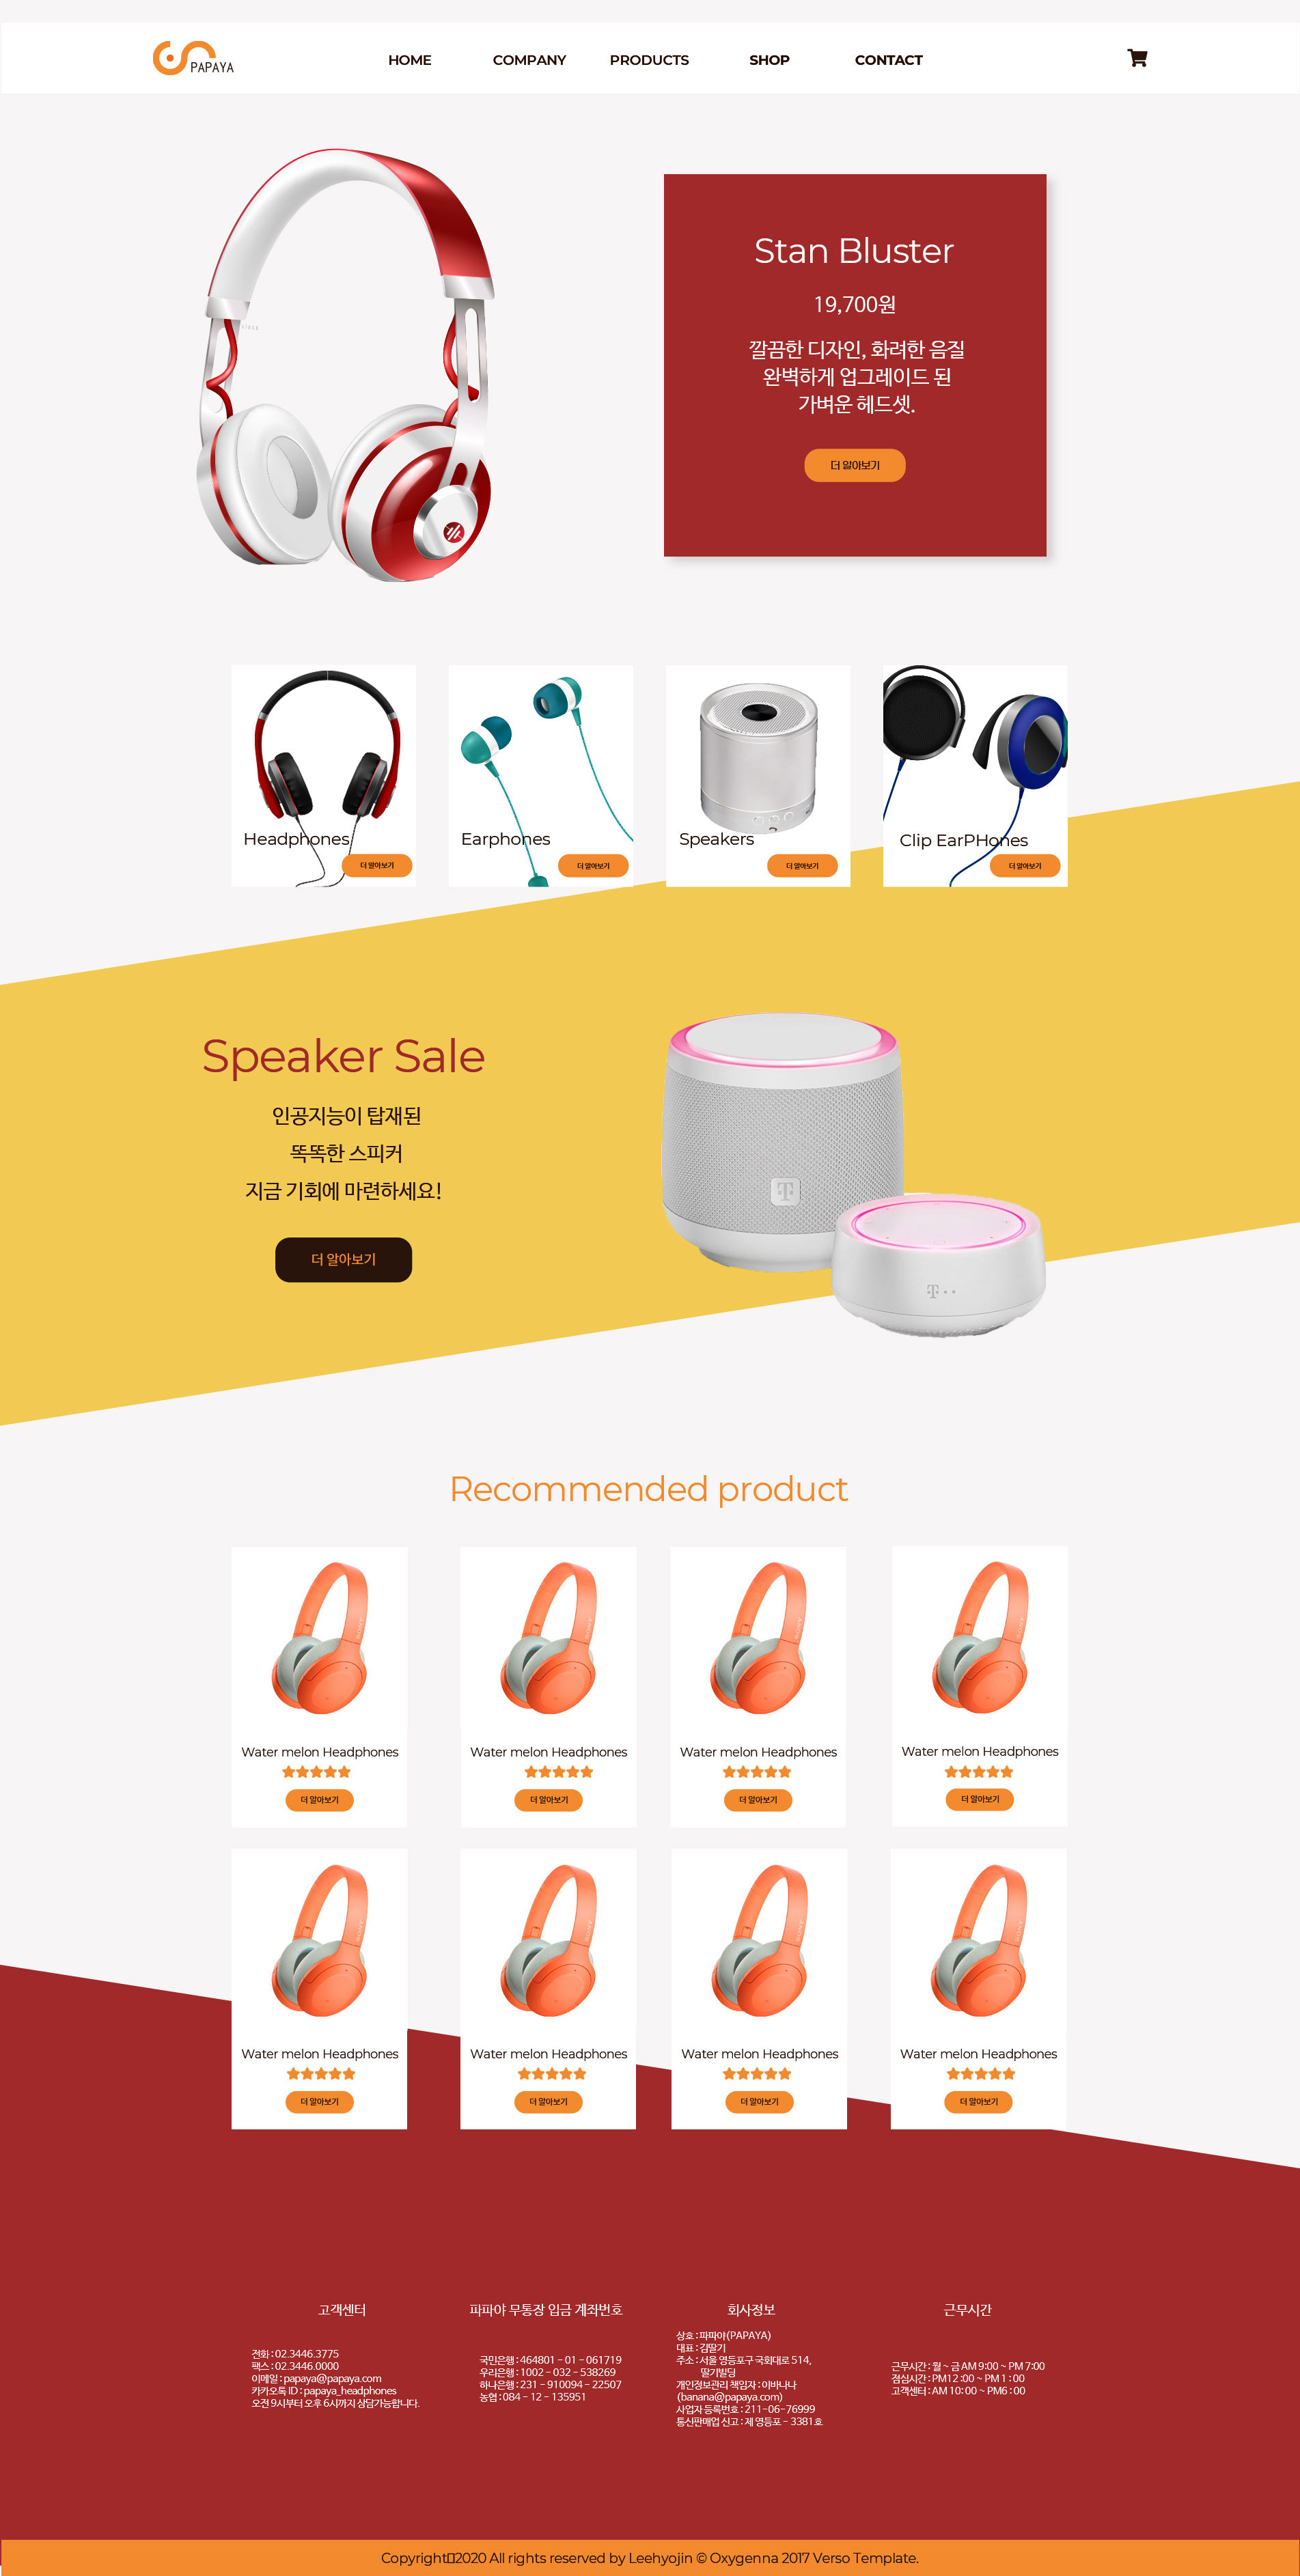 PAPAYA
HOME
COMPANY
PRODUCTS
SHOP
CONTACT
Stan Bluster
19,700원
깔끔한 디자인, 화려한 음질
완벽하게 업그레이드 된
가벼운 헤드셋.
더 알아보기
Headphones
더 알아보기
Earphones
더 알아보기
Speakers
더 알아보기
Clip EarPHones
더 알아보기
Speaker Sale
인공지능이 탑재된
똑똑한 스피커
지금 기회에 마련하세요!
더 알아보기
T
T
Recommended product
SONY
Water melon Headphones
더 알아보기
SONY
Water melon Headphones
더 알아보기
SONY
Water melon Headphones
더 알아보기
SONY
Water melon Headphones
더 알아보기
SONY
Water melon Headphones
더 알아보기
SONY
Water melon Headphones
더 알아보기
SONY
Water melon Headphones
더 알아보기
SONY
Water melon Headphones
더 알아보기
고객센터
전화 : 02.3446.3775
팩스 : 02.3446.0000
이메일 : papaya@papaya.com
카카오톡 ID : papaya_headphones
오전 9시부터 오후 6시까지 상담가능합니다.
파파야 무통장 입금 계좌번호
국민은행 : 464801 - 01 - 061719
우리은행 : 1002 - 032 - 538269
하나은행 : 231 - 910094 - 22507
농협 : 084 - 12 - 135951
회사정보
상호 : 파파야(PAPAYA)
대표 : 김딸기
주소 : 서울 영등포구 국회대로 514,
딸기빌딩
개인정보관리 책임자 : 이바나나
(banana@papaya.com)
사업자 등록번호 : 211-06-76999
통신판매업 신고 : 제 영등포 - 3381호
근무시간
근무시간 : 월 ~ 금 AM 9:00 ~ PM 7:00
점심시간 : PM12 :00 ~ PM 1 : 00
고객센터 : AM 10: 00 ~ PM6 : 00
Copyright 2020 All rights reserved by Leehyojin © Oxygenna 2017 Verso Template.